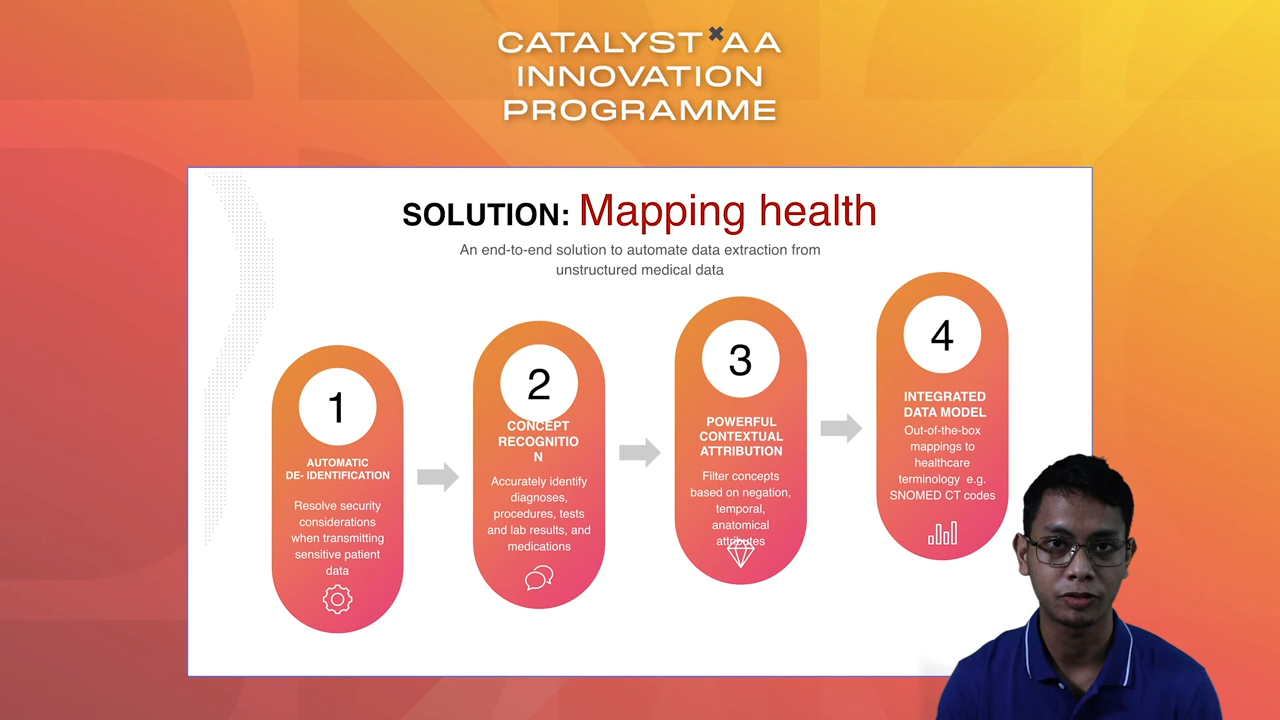 CATALYST × AA
INNOVATION
PROGRAMME
SOLUTION: Mapping health
An end-to-end solution to automate data extraction from
unstructured medical data
1
AUTOMATIC
DE- IDENTIFICATION
Resolve security
considerations
when transmitting
sensitive patient
data
2
CONCEPT
RECOGNITIO
N
Accurately identify
diagnoses,
procedures, tests
and lab results, and
medications
3
POWERFUL
CONTEXTUAL
ATTRIBUTION
Filter concepts
based on negation,
temporal,
anatomical
attributes
4
INTEGRATED
DATA MODEL
Out-of-the-box
mappings to
healthcare
terminology e.g.
SNOMED CT codes